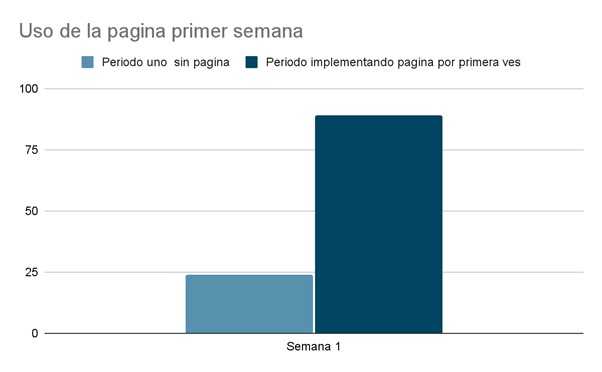 Uso de la pagina primer semana
Periodo uno sin pagina
Periodo implementando pagina por primera ves
100
75
50
25
0
Semana 1